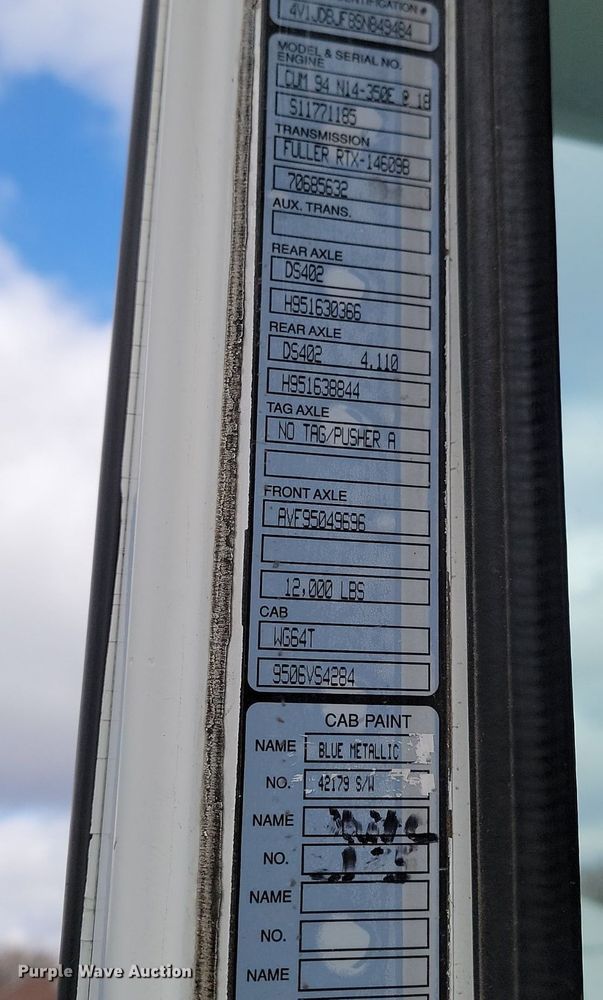 IDENTIFICATION #
4V1JDBJF8SN849484
MODEL & SERIAL NO.
ENGINE
CUM 94 N14-350E @ 18
S11771185
TRANSMISSION
FULLER RTX-14609B
70685632
AUX. TRANS.
REAR AXLE
DS402
H951630366
REAR AXLE
DS402 4.110
H951638844
TAG AXLE
NO TAG/PUSHER A
FRONT AXLE
AVF95049696
12,000 LBS
CAB
WG64T
9506VS4284
CAB PAINT
NAME BLUE METALLIC
NO. 42179 S/W
NAME
NO.
NAME
NO.
NAME
Purple Wave Auction